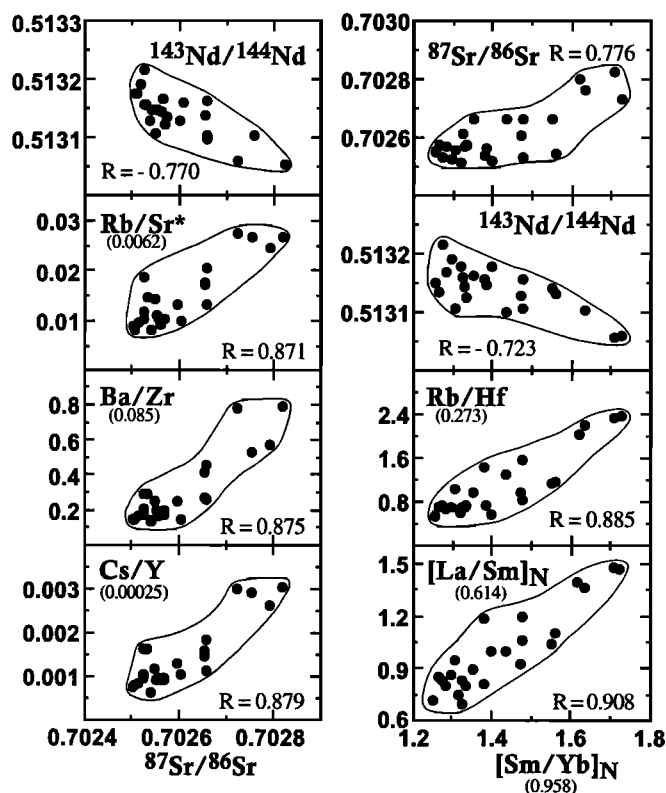 0.5133
0.5132
0.5131
143Nd/144Nd
R = - 0.770
0.03
0.02
0.01
Rb/Sr*
(0.0062)
R = 0.871
0.8
0.6
0.4
0.2
Ba/Zr
(0.085)
R = 0.875
0.003
0.002
0.001
Cs/Y
(0.00025)
R = 0.879
0.7024 0.7026 0.7028
87Sr/86Sr
0.7030
0.7028
0.7026
87Sr/86Sr
R = 0.776
0.5132
0.5131
143Nd/144Nd
R = - 0.723
2.4
1.6
0.8
Rb/Hf
(0.273)
R = 0.885
1.5
1.2
0.9
0.6
[La/Sm]N
(0.614)
R = 0.908
1.2 1.4 1.6 1.8
[Sm/Yb]N
(0.958)